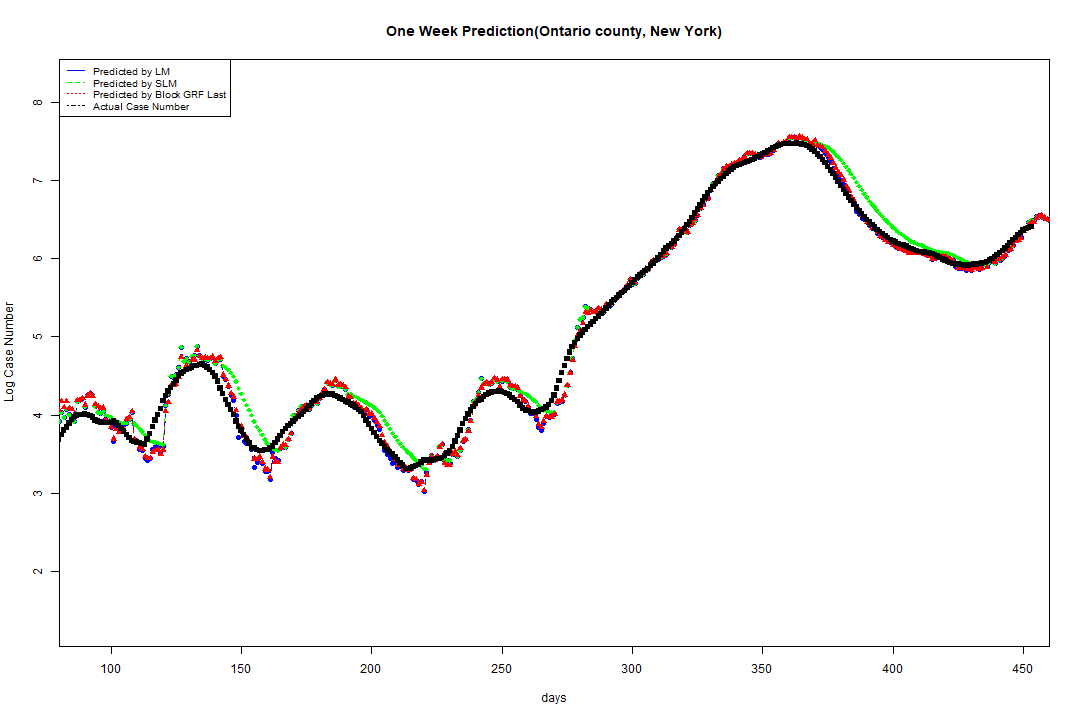 One Week Prediction(Ontario county, New York)
Predicted by LM
Predicted by SLM
Predicted by Block GRF Last
Actual Case Number
8
7
6
5
4
3
2
Log Case Number
100 150 200 250 300 350 400 450
days